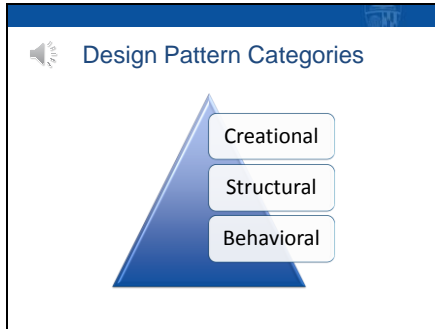 Design Pattern Categories
Creational
Structural
Behavioral